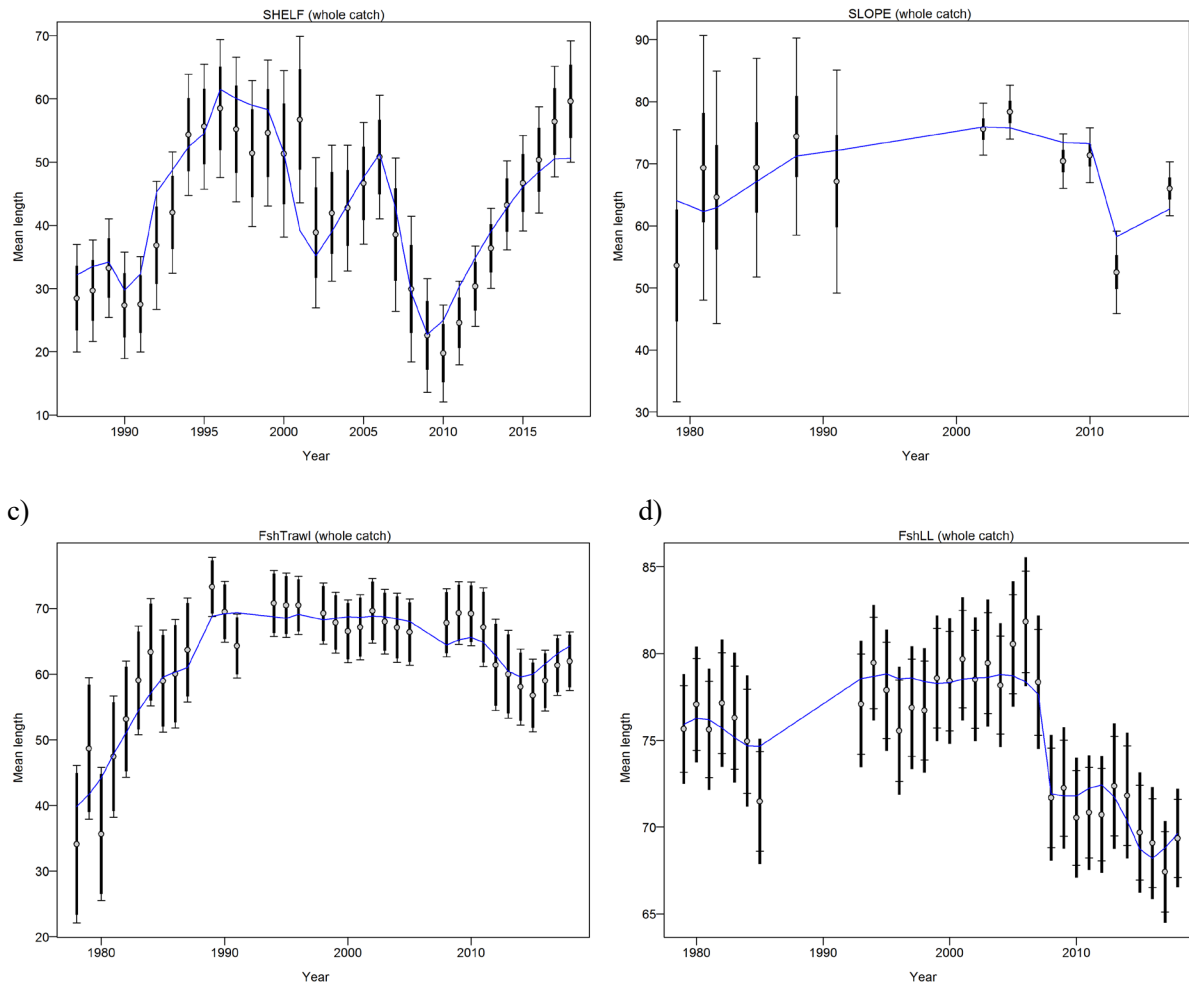 SHELF (whole catch)
70
60
50
40
30
20
10
Mean length
1990 1995 2000 2005 2010 2015
Year
SLOPE (whole catch)
90
80
70
60
50
40
30
Mean length
1980 1990 2000 2010
Year
c)
FshTrawl (whole catch)
70
60
50
40
30
20
Mean length
1980 1990 2000 2010
Year
d)
FshLL (whole catch)
85
80
75
70
65
Mean length
1980 1990 2000 2010
Year